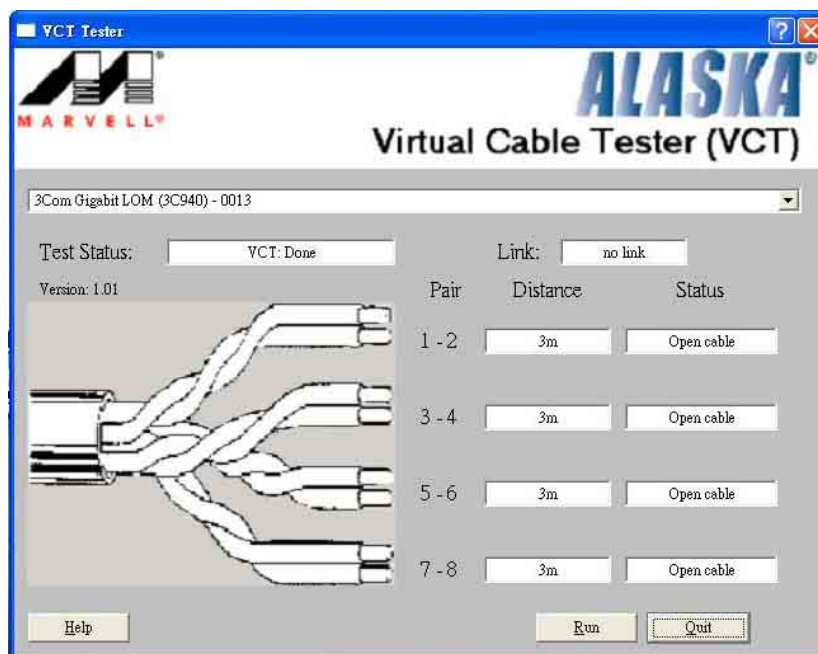 VCT Tester
MARVELL®
ALASKA®
Virtual Cable Tester (VCT)
3Com Gigabit LOM (3C940) - 0013
Test Status: VCT: Done Link: no link
Version: 1.01 Pair Distance Status
1 - 2 3m Open cable
3 - 4 3m Open cable
5 - 6 3m Open cable
7 - 8 3m Open cable
Help Run Quit